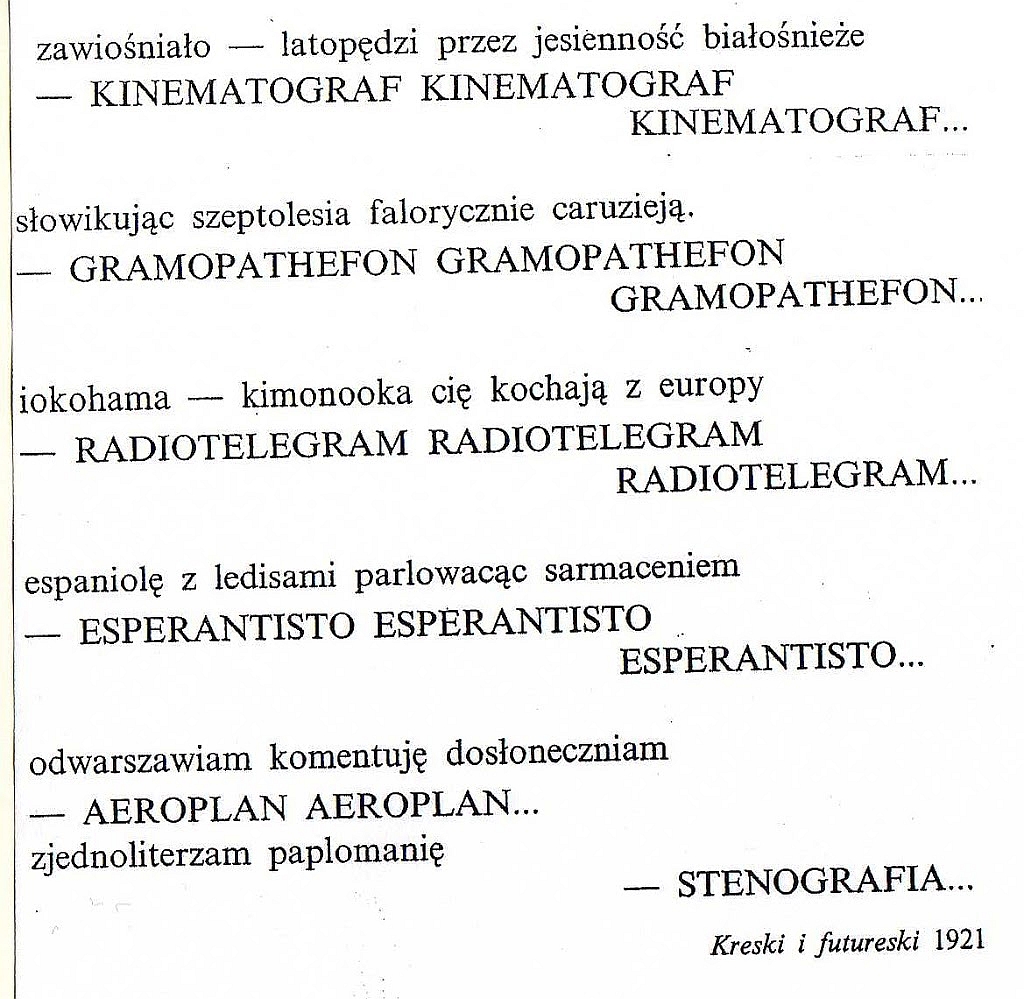 zawiośniało — latopędzi przez jesienność białośnieże
— KINEMATOGRAF KINEMATOGRAF
KINEMATOGRAF...
słowikując szeptolesia falorycznie caruzieją.
— GRAMOPATHEFON GRAMOPATHEFON
GRAMOPATHEFON...
iokohama — kimonooka cię kochają z europy
— RADIOTELEGRAM RADIOTELEGRAM
RADIOTELEGRAM...
espaniolę z ledisami parlowacąc sarmaceniem
— ESPERANTISTO ESPERANTISTO
ESPERANTISTO...
odwarszawiam komentuję dosłoneczniam
— AEROPLAN AEROPLAN...
zjednoliterzam paplomanię
— STENOGRAFIA...
Kreski i futureski 1921